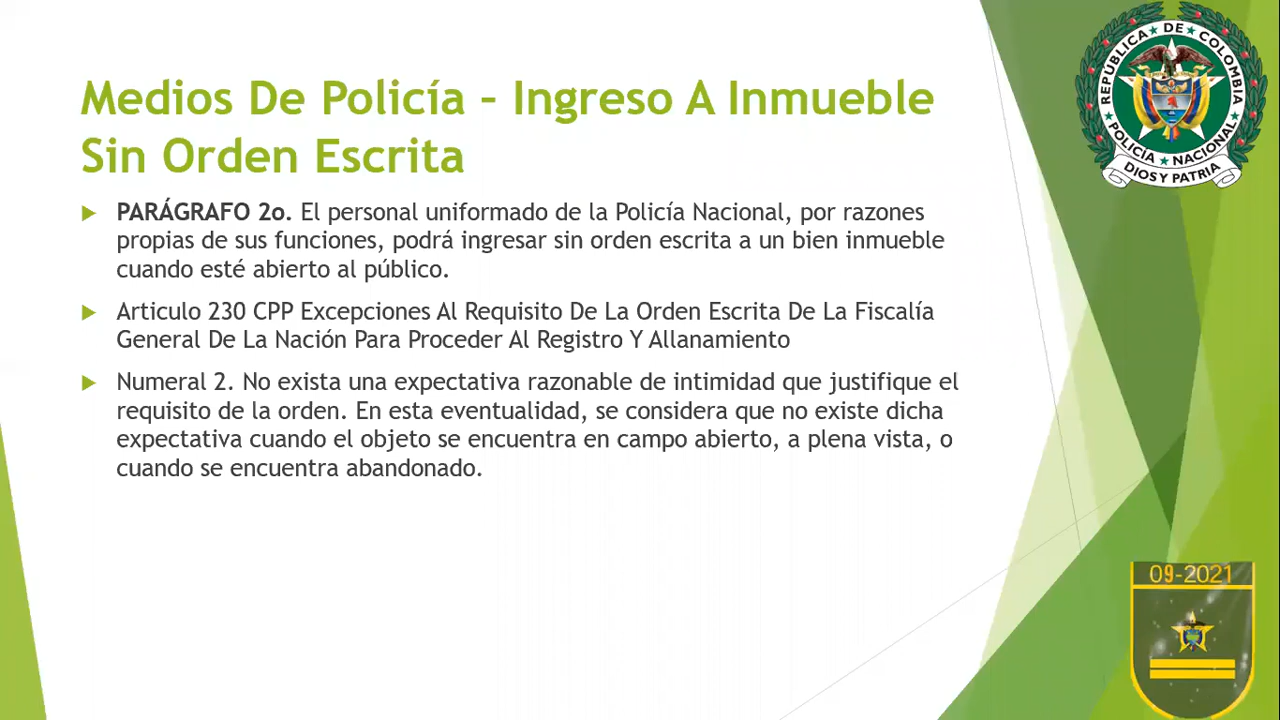 Medios De Policía – Ingreso A Inmueble
Sin Orden Escrita
PARÁGRAFO 2o. El personal uniformado de la Policía Nacional, por razones
propias de sus funciones, podrá ingresar sin orden escrita a un bien inmueble
cuando esté abierto al público.
Articulo 230 CPP Excepciones Al Requisito De La Orden Escrita De La Fiscalía
General De La Nación Para Proceder Al Registro Y Allanamiento
Numeral 2. No exista una expectativa razonable de intimidad que justifique el
requisito de la orden. En esta eventualidad, se considera que no existe dicha
expectativa cuando el objeto se encuentra en campo abierto, a plena vista, o
cuando se encuentra abandonado.
REPÚBLICA DE COLOMBIA
POLICÍA NACIONAL
DIOS Y PATRIA
09-2021